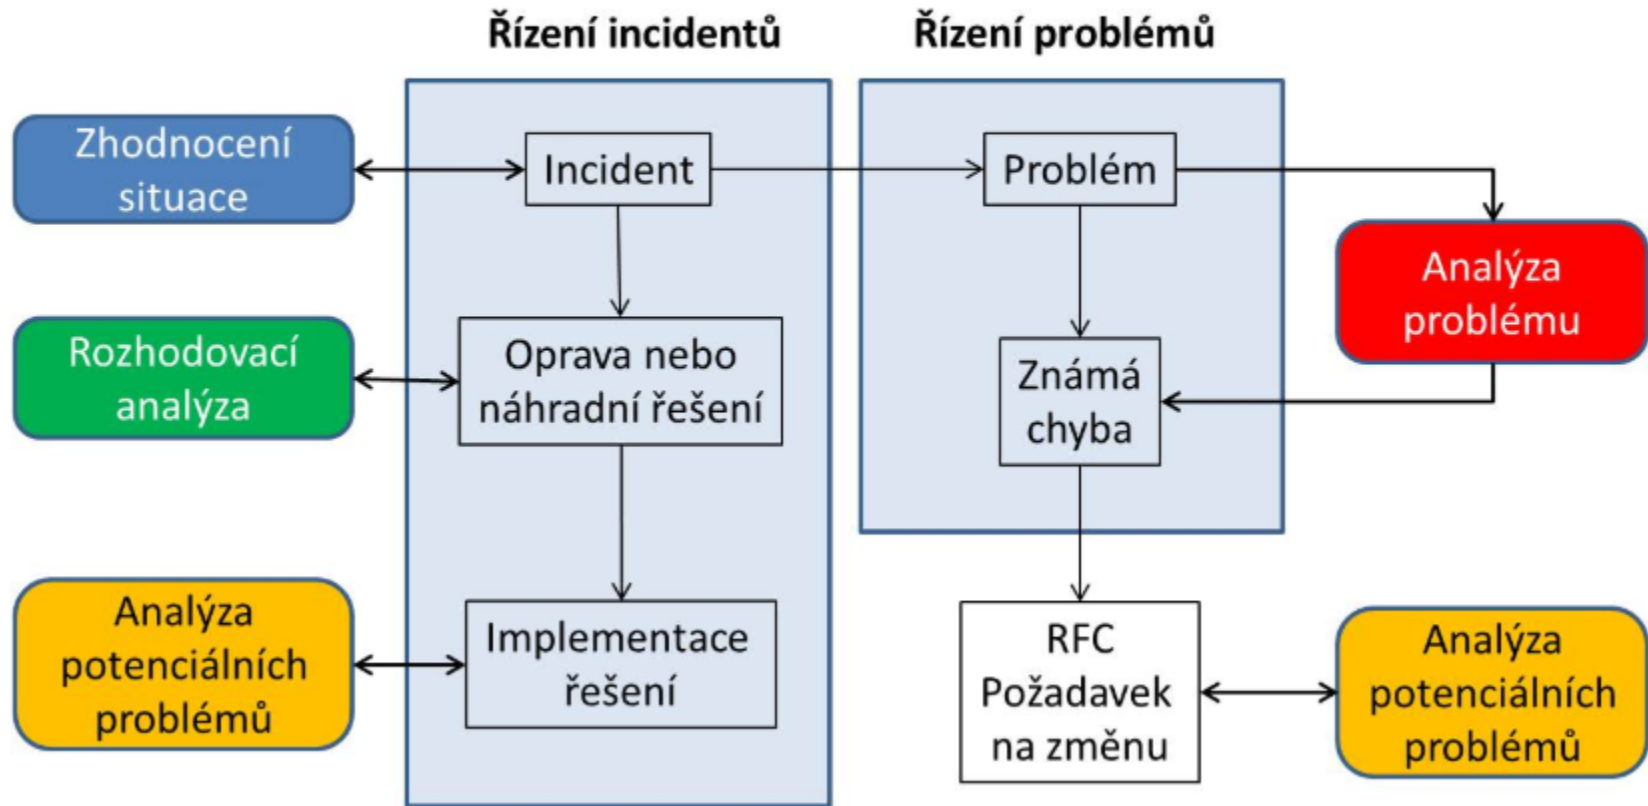 Řízení incidentů
Řízení problémů
Zhodnocení
situace
Incident
Problém
Analýza
problému
Rozhodovací
analýza
Oprava nebo
náhradní řešení
Známá
chyba
Analýza
potenciálních
problémů
Implementace
řešení
RFC
Požadavek
na změnu
Analýza
potenciálních
problémů